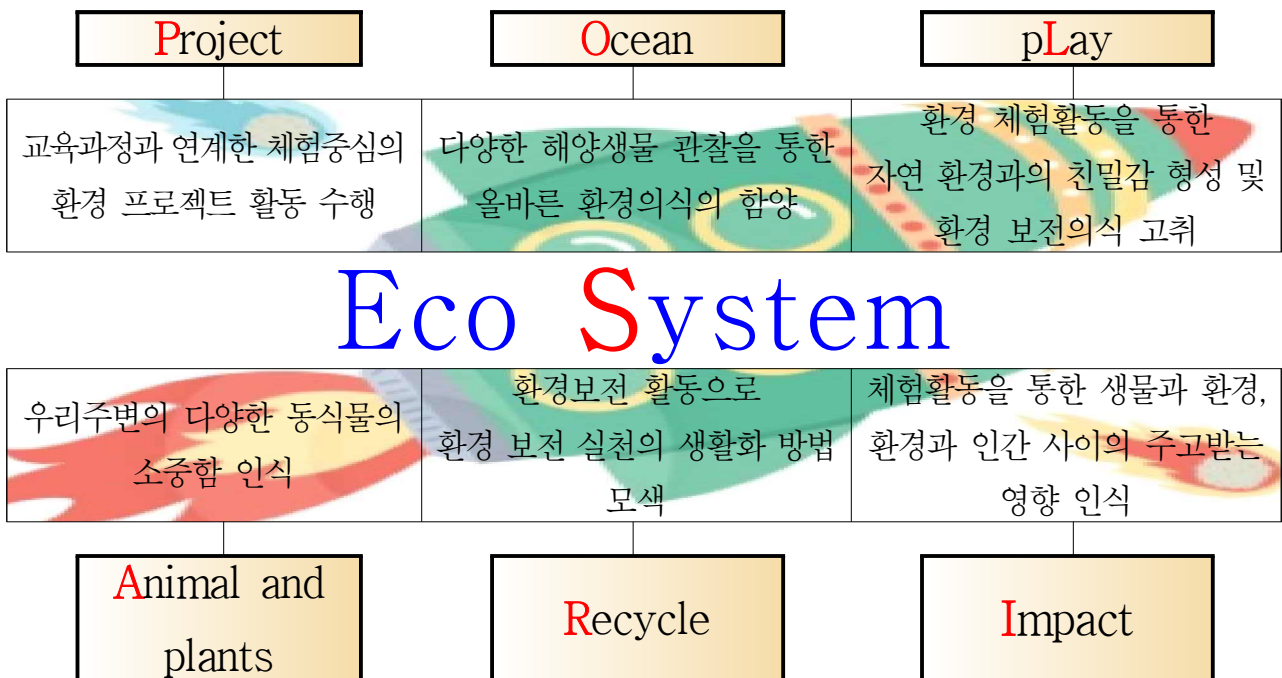 Project
Ocean
pLay
교육과정과 연계한 체험중심의
환경 프로젝트 활동 수행
다양한 해양생물 관찰을 통한
올바른 환경의식의 함양
환경 체험활동을 통한
자연 환경과의 친밀감 형성 및
환경 보전의식 고취
Eco System
우리주변의 다양한 동식물의
소중함 인식
환경보전 활동으로
환경 보전 실천의 생활화 방법
모색
체험활동을 통한 생물과 환경,
환경과 인간 사이의 주고받는
영향 인식
Animal and
plants
Recycle
Impact